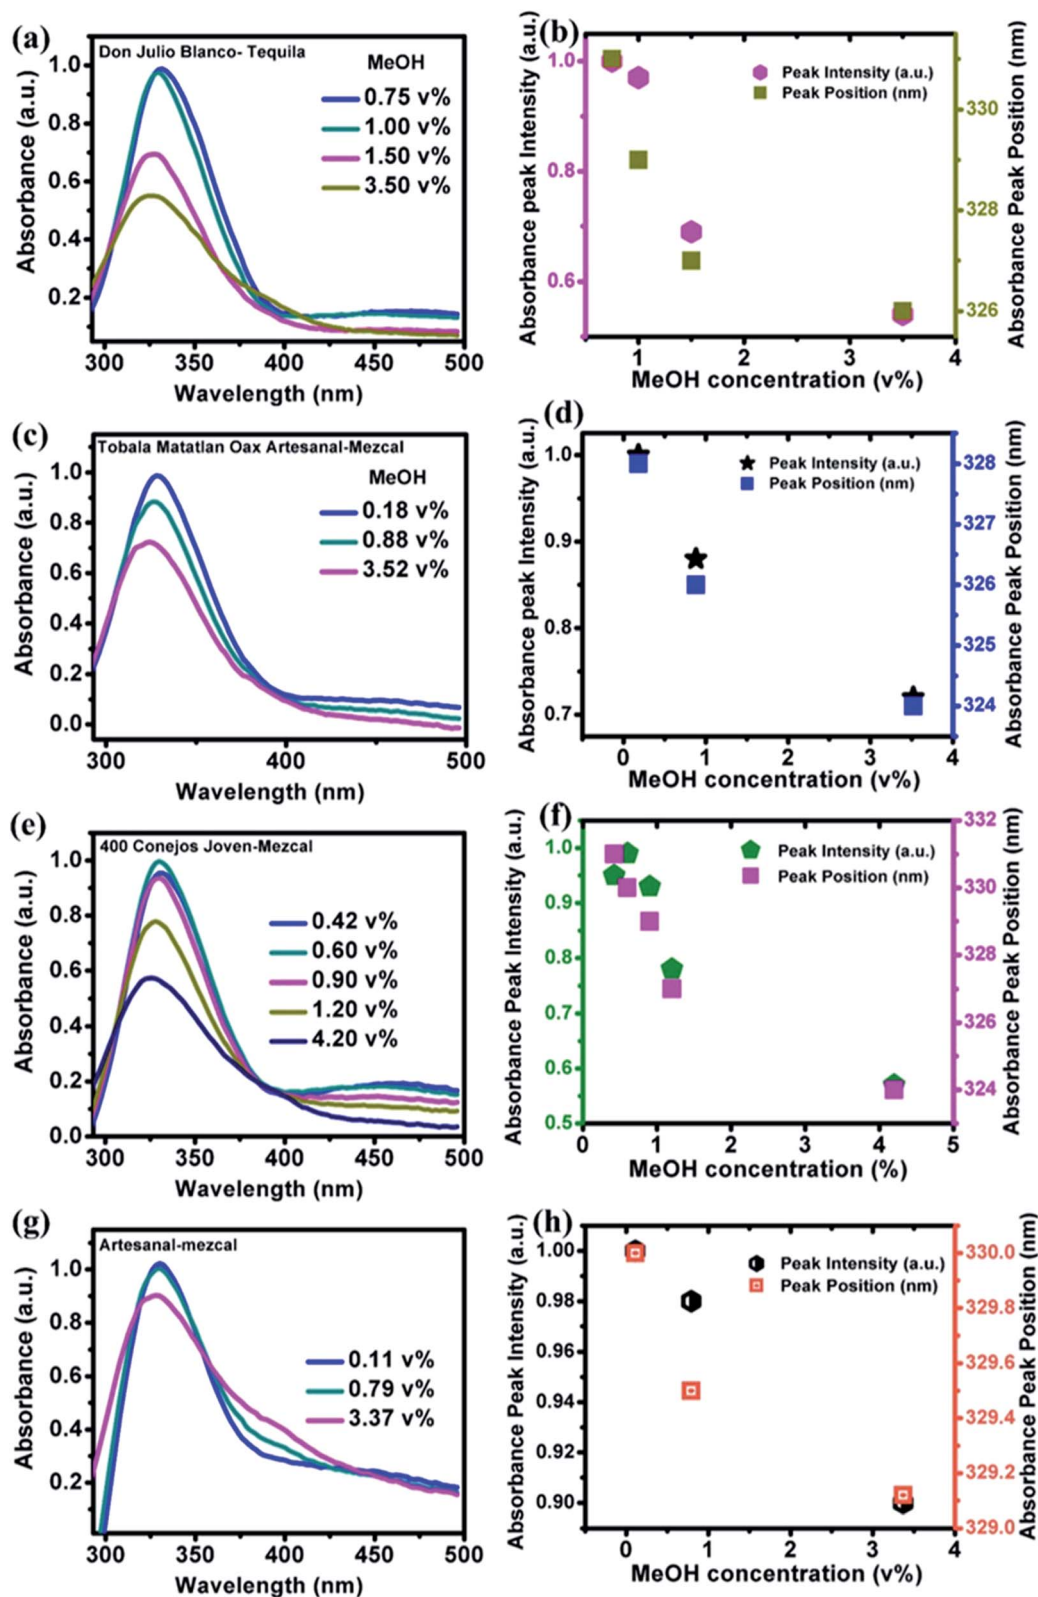 (a)
Don Julio Blanco- Tequila
MeOH
0.75 v%
1.00 v%
1.50 v%
3.50 v%
Absorbance (a.u.)
1.0
0.8
0.6
0.4
0.2
300 350 400 450 500
Wavelength (nm)
(b)
Peak Intensity (a.u.)
Peak Position (nm)
Absorbance peak Intensity (a.u.)
1.0
0.8
0.6
Absorbance Peak Position (nm)
330
328
326
1 2 3 4
MeOH concentration (v%)
(c)
Tobala Matatlan Oax Artesanal-Mezcal
MeOH
0.18 v%
0.88 v%
3.52 v%
Absorbance (a.u.)
1.0
0.8
0.6
0.4
0.2
0.0
300 350 400 450 500
Wavelength (nm)
(d)
Peak Intensity (a.u.)
Peak Position (nm)
Absorbance peak Intensity (a.u.)
1.0
0.9
0.8
0.7
Absorbance Peak Position (nm)
328
327
326
325
324
0 1 2 3 4
MeOH concentration (v%)
(e)
400 Conejos Joven-Mezcal
0.42 v%
0.60 v%
0.90 v%
1.20 v%
4.20 v%
Absorbance (a.u.)
1.0
0.8
0.6
0.4
0.2
0.0
300 350 400 450 500
Wavelength (nm)
(f)
Peak Intensity (a.u.)
Peak Position (nm)
Absorbance Peak Intensity (a.u.)
1.0
0.95
0.9
0.8
0.7
0.6
0.5
Absorbance Peak Position (nm)
332
330
328
326
324
0 1 2 3 4 5
MeOH concentration (%)
(g)
Artesanal-mezcal
0.11 v%
0.79 v%
3.37 v%
Absorbance (a.u.)
1.0
0.8
0.6
0.4
0.2
300 350 400 450 500
Wavelength (nm)
(h)
Peak Intensity (a.u.)
Peak Position (nm)
Absorbance Peak Intensity (a.u.)
1.00
0.98
0.96
0.94
0.92
0.90
Absorbance Peak Position (nm)
330.0
329.8
329.6
329.4
329.2
329.0
0 1 2 3 4
MeOH concentration (v%)